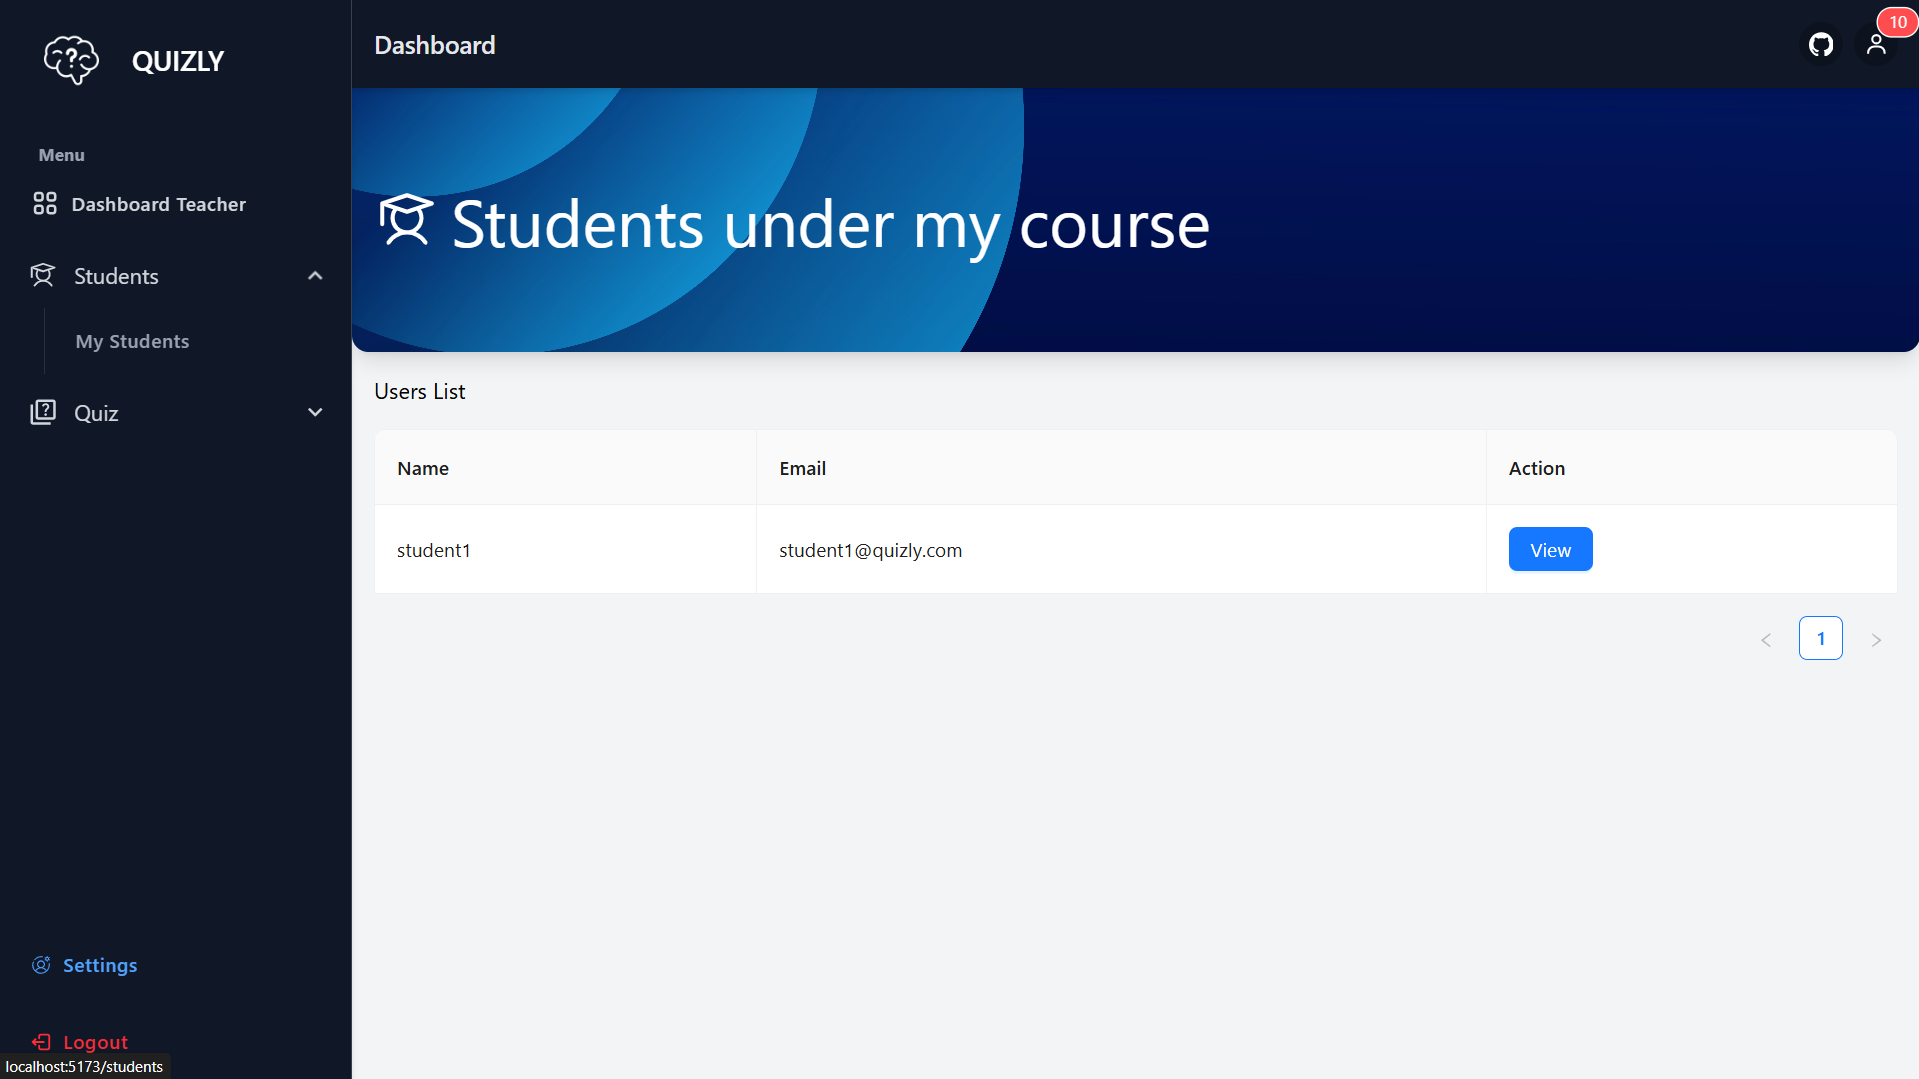 QUIZLY
Menu
Dashboard Teacher
Students
My Students
Quiz
Settings
Logout
localhost:5173/students
Dashboard
10
Students under my course
Users List
Name Email Action
student1 student1@quizly.com View
< 1 >